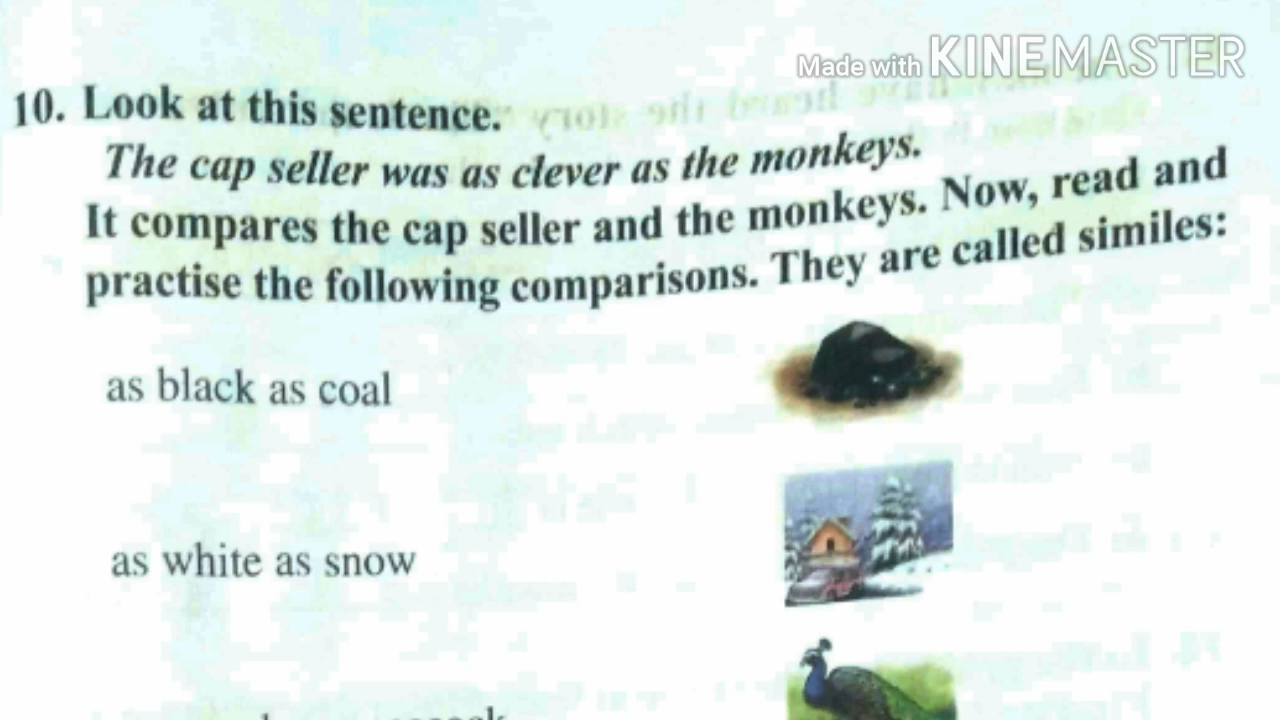 Made with KINEMASTER
10. Look at this sentence.
The cap seller was as clever as the monkeys.
It compares the cap seller and the monkeys. Now, read and
practise the following comparisons. They are called similes:
as black as coal
as white as snow